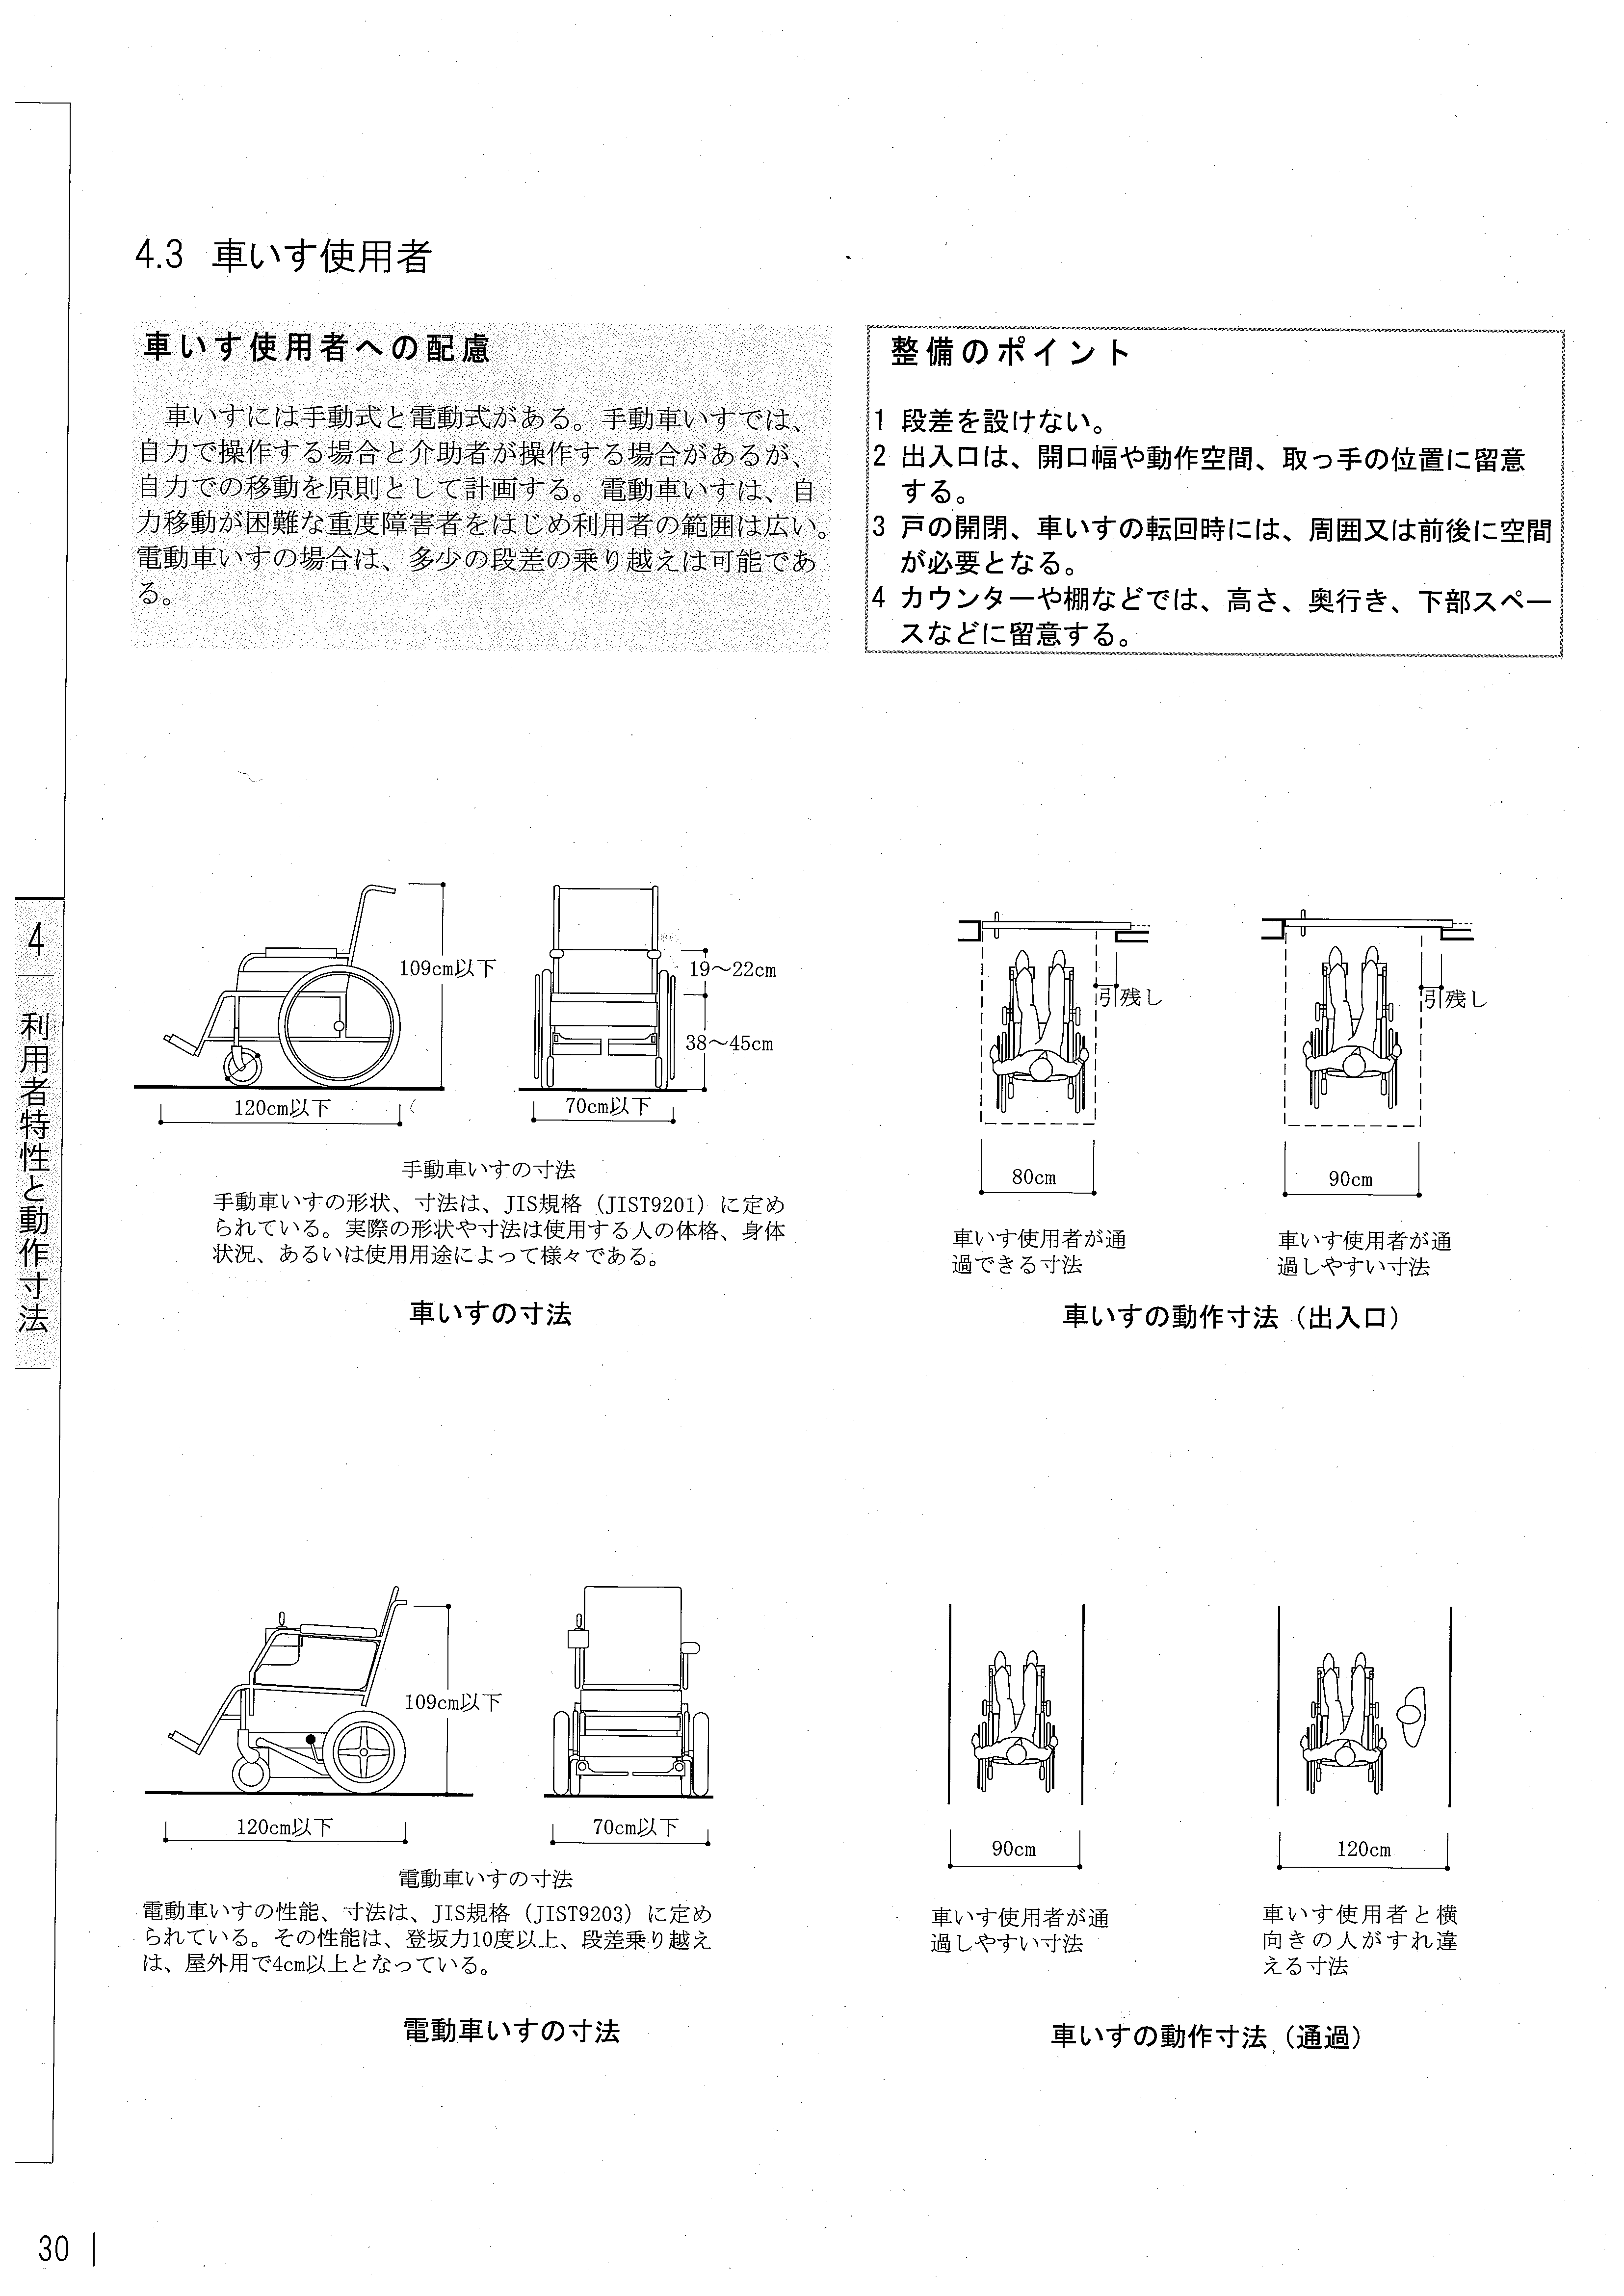 4.3 車いす使用者
車いす使用者への配慮
車いすには手動式と電動式がある。手動車いすでは、
自力で操作する場合と介助者が操作する場合があるが、
自力での移動を原則として計画する。電動車いすは、自
力移動が困難な重度障害者をはじめ利用者の範囲は広い。
電動車いすの場合は、多少の段差の乗り越えは可能であ
る。
整備のポイント
1 段差を設けない。
2 出入口は、開口幅や動作空間、取っ手の位置に留意
する。
3 戸の開閉、車いすの転回時には、周囲又は前後に空間
が必要となる。
4 カウンターや棚などでは、高さ、奥行き、下部スペー
スなどに留意する。
4
利用者特性と動作寸法
109cm以下
120cm以下
19～22cm
38～45cm
70cm以下
手動車いすの寸法
手動車いすの形状、寸法は、JIS規格（JIST9201）に定め
られている。実際の形状や寸法は使用する人の体格、身体
状況、あるいは使用用途によって様々である。
車いすの寸法
引残し
80cm
車いす使用者が通
過できる寸法
引残し
90cm
車いす使用者が通
過しやすい寸法
車いすの動作寸法（出入口）
109cm以下
120cm以下
70cm以下
電動車いすの寸法
電動車いすの性能、寸法は、JIS規格（JIST9203）に定め
られている。その性能は、登坂力10度以上、段差乗り越え
は、屋外用で4cm以上となっている。
電動車いすの寸法
90cm
車いす使用者が通
過しやすい寸法
120cm
車いす使用者と横
向きの人がすれ違
える寸法
車いすの動作寸法（通過）
30